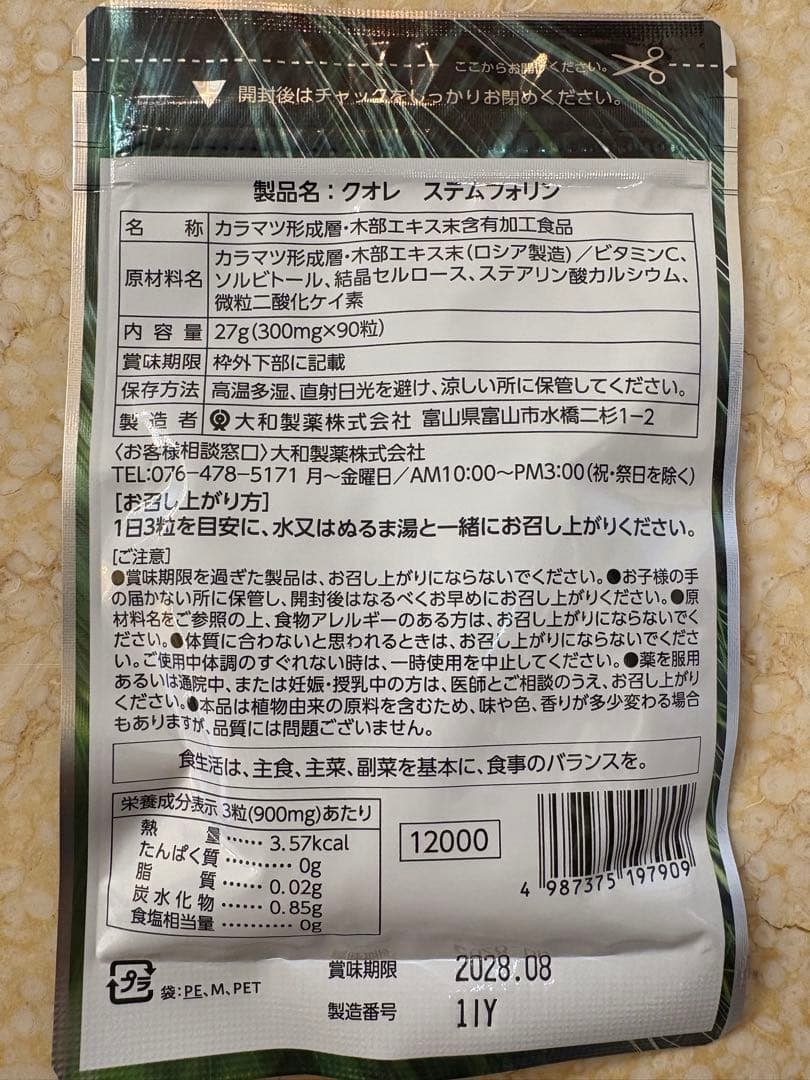 ここからお開けください。
開封後はチャックをしっかりお閉めください。
製品名：クオレ　ステムフォリン
名称 カラマツ形成層・木部エキス末含有加工食品
原材料名 カラマツ形成層・木部エキス末（ロシア製造）／ビタミンC、
ソルビトール、結晶セルロース、ステアリン酸カルシウム、
微粒二酸化ケイ素
内容量 27g（300mg×90粒）
賞味期限 枠外下部に記載
保存方法 高温多湿、直射日光を避け、涼しい所に保管してください。
製造者 大和製薬株式会社 富山県富山市水橋二杉1−2
〈お客様相談窓口〉大和製薬株式会社
TEL:076−478−5171 月〜金曜日／AM10:00〜PM3:00（祝・祭日を除く）
［お召し上がり方］
1日3粒を目安に、水又はぬるま湯と一緒にお召し上がりください。
［ご注意］
●賞味期限を過ぎた製品は、お召し上がりにならないでください。●お子様の手
の届かない所に保管し、開封後はなるべくお早めにお召し上がりください。●原
材料名をご参照の上、食物アレルギーのある方は、お召し上がりにならないでく
ださい。●体質に合わないと思われるときは、お召し上がりにならないでくださ
い。ご使用中体調のすぐれない時は、一時使用を中止してください。●薬を服用
あるいは通院中、または妊娠・授乳中の方は、医師とご相談のうえ、お召し上がり
ください。●本品は植物由来の原料を含むため、味や色、香りが多少変わる場合
もありますが、品質には問題ございません。
食生活は、主食、主菜、副菜を基本に、食事のバランスを。
栄養成分表示 3粒(900mg)あたり
熱量……3.57kcal
たんぱく質………0g
脂質……0.02g
炭水化物……0.85g
食塩相当量………0g
12000
4 987375 197909
プラ
袋：PE、M、PET
賞味期限 2028.08
製造番号 1IY